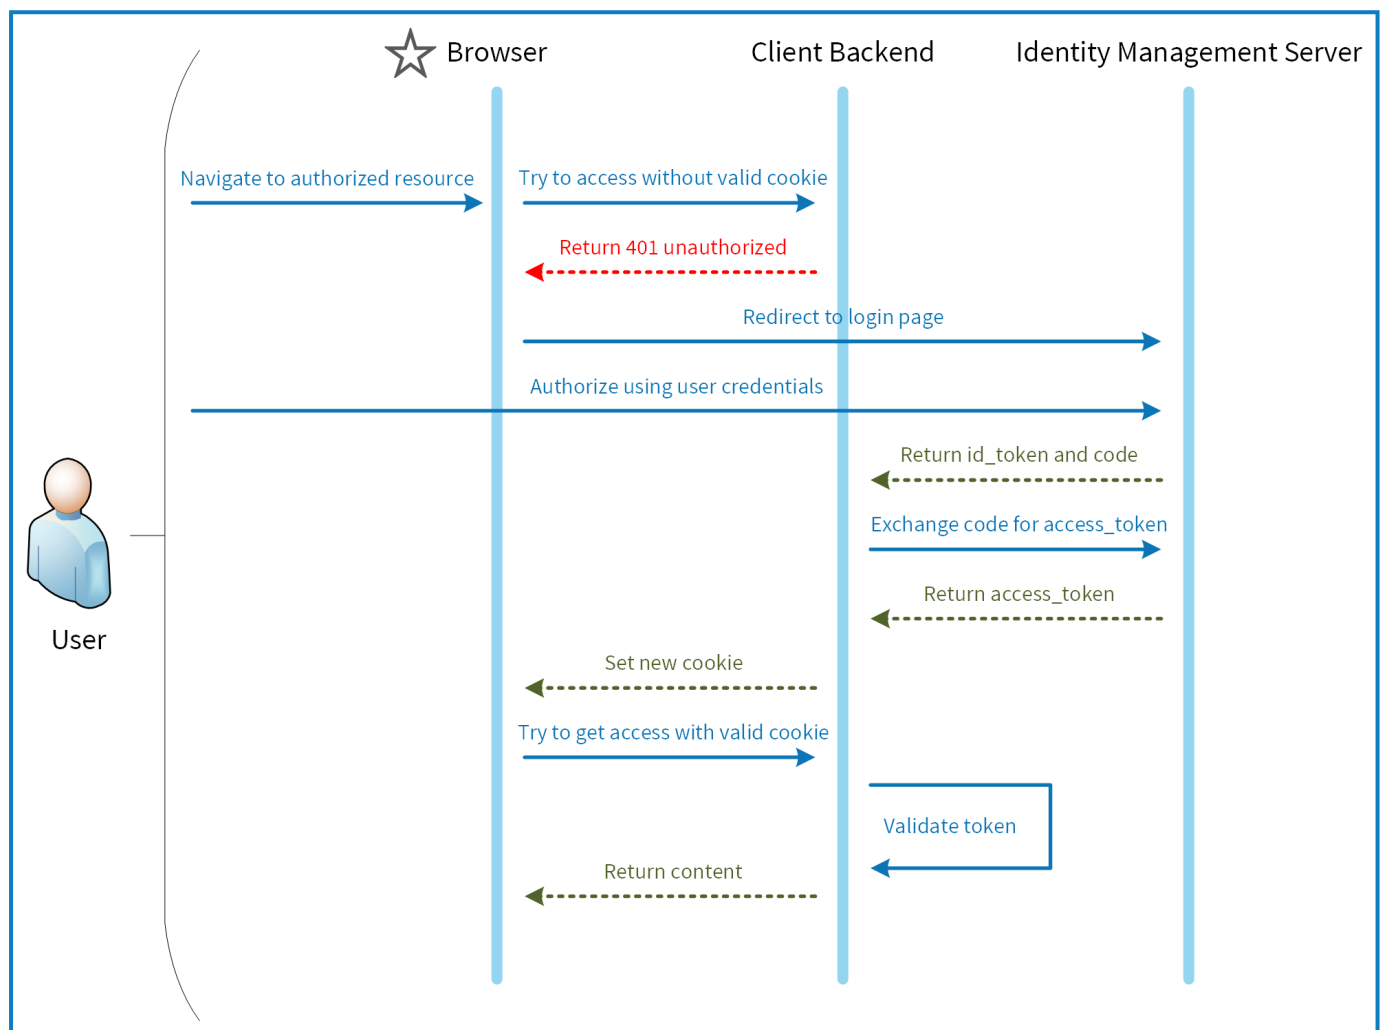 Browser
Client Backend
Identity Management Server
Navigate to authorized resource
Try to access without valid cookie
Return 401 unauthorized
Redirect to login page
Authorize using user credentials
Return id_token and code
Exchange code for access_token
Return access_token
User
Set new cookie
Try to get access with valid cookie
Validate token
Return content